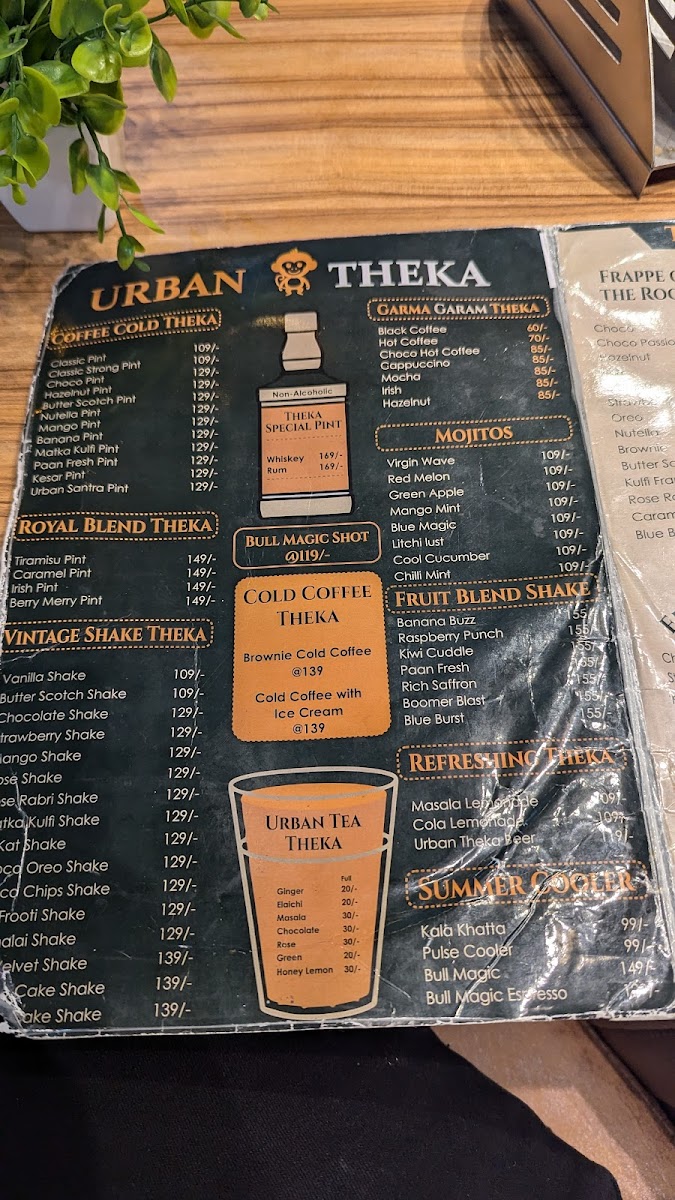 URBAN THEKA
COFFEE COLD THEKA
Classic Pint 109/-
Classic Strong Pint 109/-
Choco Pint 129/-
Hazelnut Pint 129/-
Butter Scotch Pint 129/-
Nutella Pint 129/-
Mango Pint 129/-
Banana Pint 129/-
Matka Kulfi Pint 129/-
Paan Fresh Pint 129/-
Kesar Pint 129/-
Urban Santra Pint 129/-
ROYAL BLEND THEKA
Tiramisu Pint 149/-
Caramel Pint 149/-
Irish Pint 149/-
Berry Merry Pint 149/-
VINTAGE SHAKE THEKA
Vanilla Shake 109/-
Butter Scotch Shake 109/-
Chocolate Shake 129/-
Shake 129/-
Shake 129/-
Shake 129/-
Rabri Shake 129/-
Kulfi Shake 129/-
Kat Shake 129/-
Oreo Shake 129/-
Chips Shake 129/-
Frooti Shake 129/-
Shake 129/-
Shake 139/-
Cake Shake 139/-
Shake 139/-
Non-Alcoholic
THEKA
SPECIAL PINT
Whiskey 169/-
Rum 169/-
BULL MAGIC SHOT
@119/-
COLD COFFEE
THEKA
Brownie Cold Coffee
@139
Cold Coffee with
Ice Cream
@139
URBAN TEA
THEKA
Full
Ginger 20/-
Elaichi 20/-
Masala 30/-
Chocolate 30/-
Rose 30/-
Green 20/-
Honey Lemon 30/-
GARMA GARAM THEKA
Black Coffee 60/-
Hot Coffee 70/-
Choco Hot Coffee 85/-
Cappuccino 85/-
Mocha 85/-
Irish 85/-
Hazelnut 85/-
MOJITOS
Virgin Wave 109/-
Red Melon 109/-
Green Apple 109/-
Mango Mint 109/-
Blue Magic 109/-
Litchi lust 109/-
Cool Cucumber 109/-
Chilli Mint 109/-
FRUIT BLEND SHAKE
Banana Buzz 155
Raspberry Punch 155
Kiwi Cuddle 155/-
Paan Fresh 155/-
Rich Saffron 155/-
Boomer Blast 155/-
Blue Burst 155/-
REFRESHING THEKA
Masala Lemonade
Cola Lemonade
Urban Theka Beer
SUMMER COOLER
Kala Khatta 99/-
Pulse Cooler 99/-
Bull Magic 149/-
Bull Magic Espresso
FRAPPE
THE
Choco
Choco
Hazelnut
Oreo
Nutella
Brownie
Butter
Kulfi
Rose
Blue